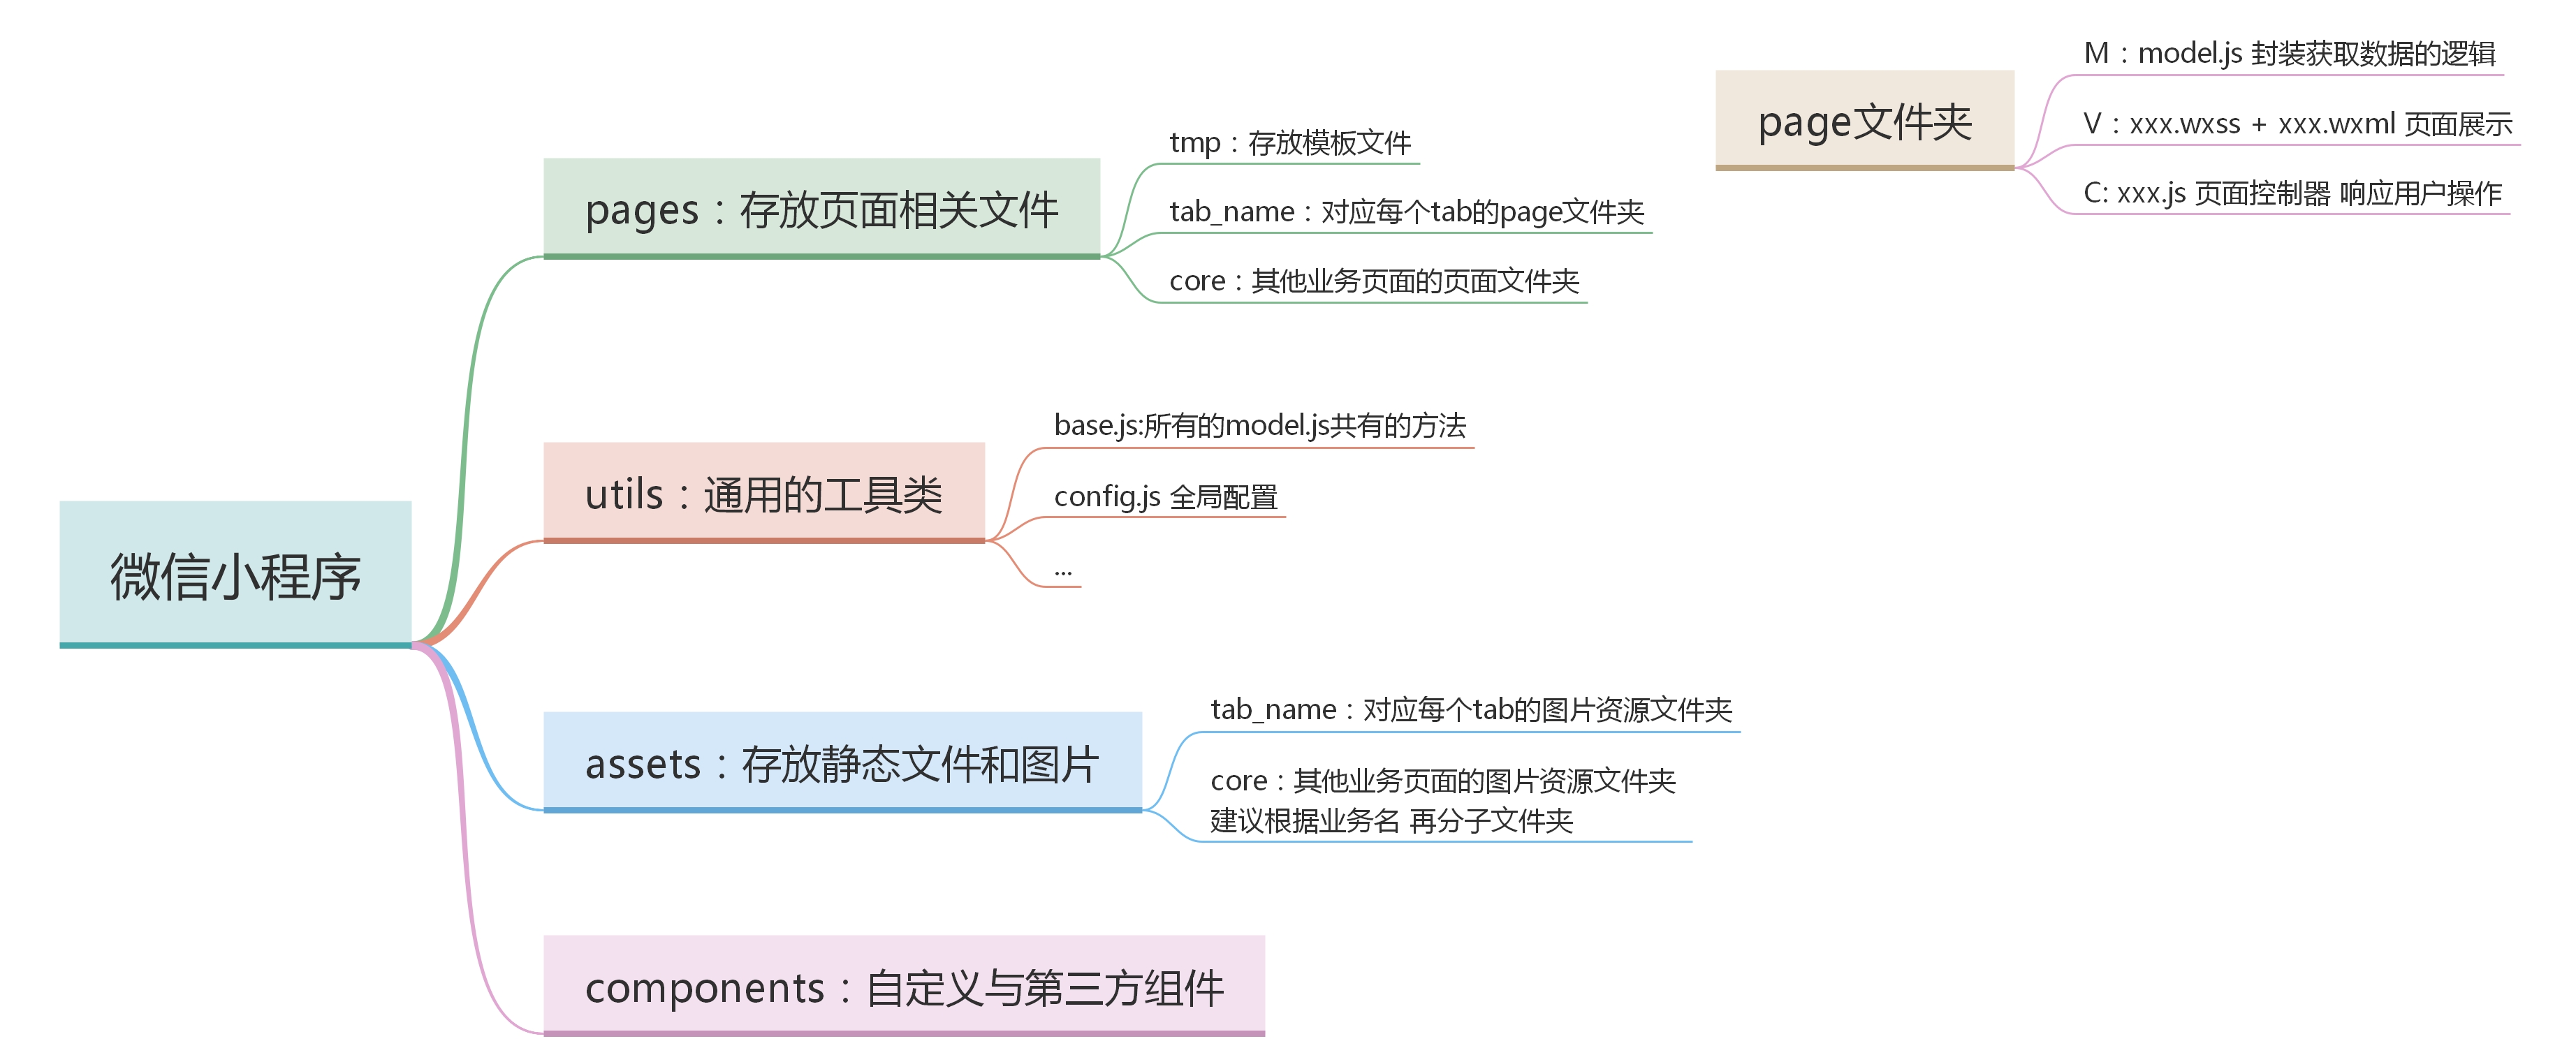 微信小程序
pages：存放页面相关文件
tmp：存放模板文件
tab_name：对应每个tab的page文件夹
core：其他业务页面的页面文件夹
utils：通用的工具类
base.js:所有的model.js共有的方法
config.js 全局配置
...
assets：存放静态文件和图片
tab_name：对应每个tab的图片资源文件夹
core：其他业务页面的图片资源文件夹
建议根据业务名 再分子文件夹
components：自定义与第三方组件
page文件夹
M：model.js 封装获取数据的逻辑
V：xxx.wxss + xxx.wxml 页面展示
C: xxx.js 页面控制器 响应用户操作